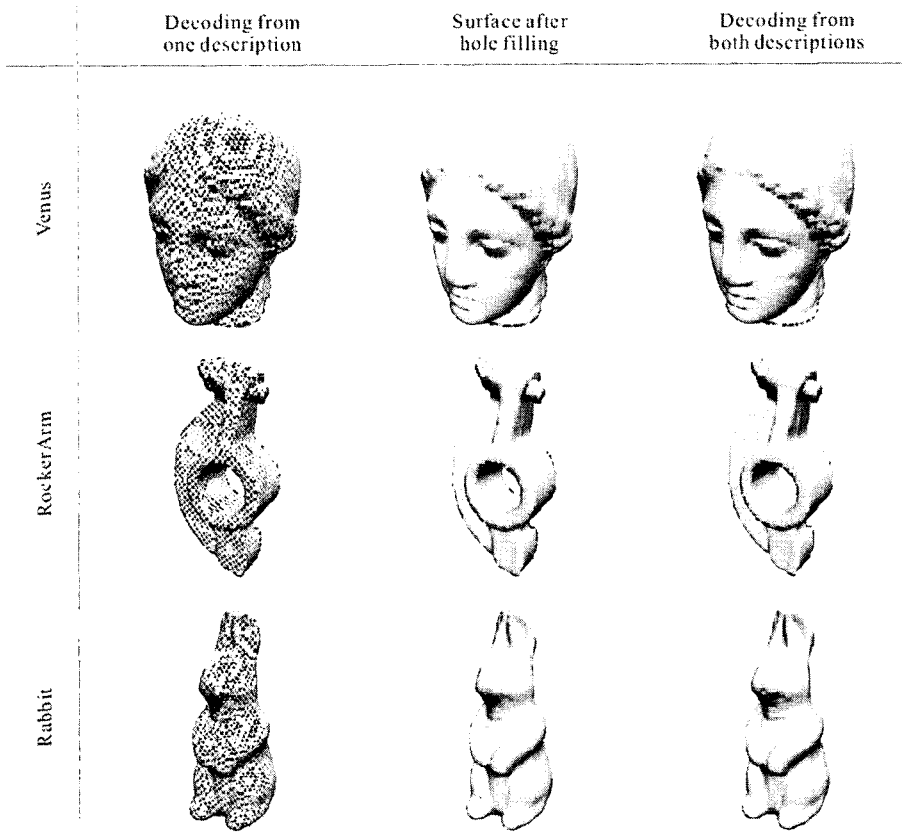 Decoding from
one description
Surface after
hole filling
Decoding from
both descriptions
Venus
RockerArm
Rabbit